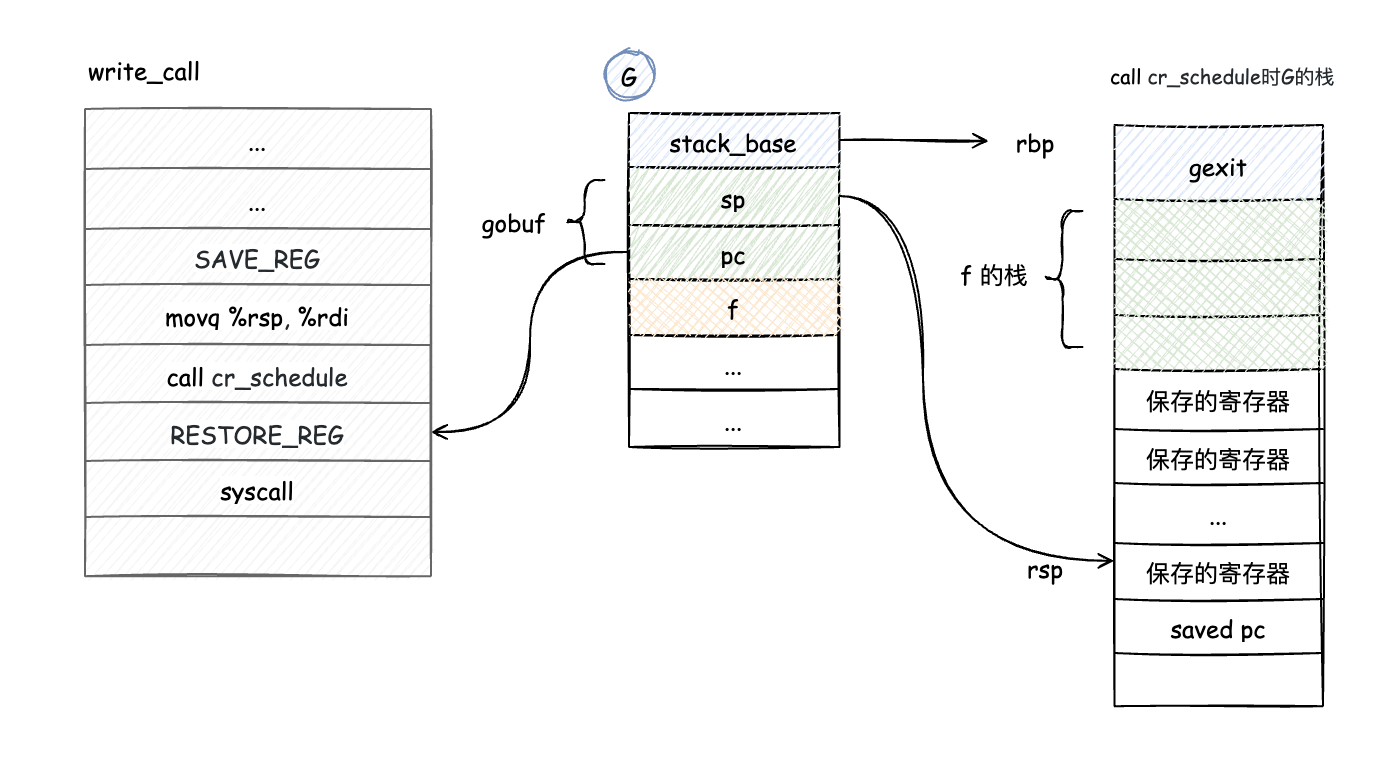 write_call
...
...
SAVE_REG
movq %rsp, %rdi
call cr_schedule
RESTORE_REG
syscall
G
gobuf
stack_base
sp
pc
f
...
...
rbp
rsp
call cr_schedule时G的栈
f 的栈
gexit
保存的寄存器
保存的寄存器
...
保存的寄存器
saved pc